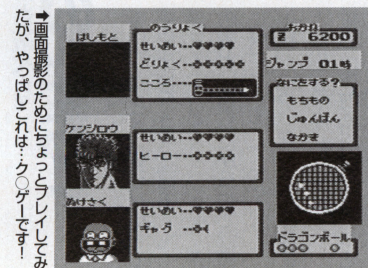 ➡画面撮影のためにちょっとプレイしてみ
たが、やっぱしこれは…ク◯ゲーです!
はしもと
のうりょく
せいめい‥
どりょく‥
こころ‥‥
おかね
Z 6200
ジャンプ 01時
なにをする?
もちもの
じゅんばん
なかま
ケンジロウ
せいめい‥
ヒーロー‥
ぬけさく
せいめい‥
ギャグ ‥
ドラゴンボール